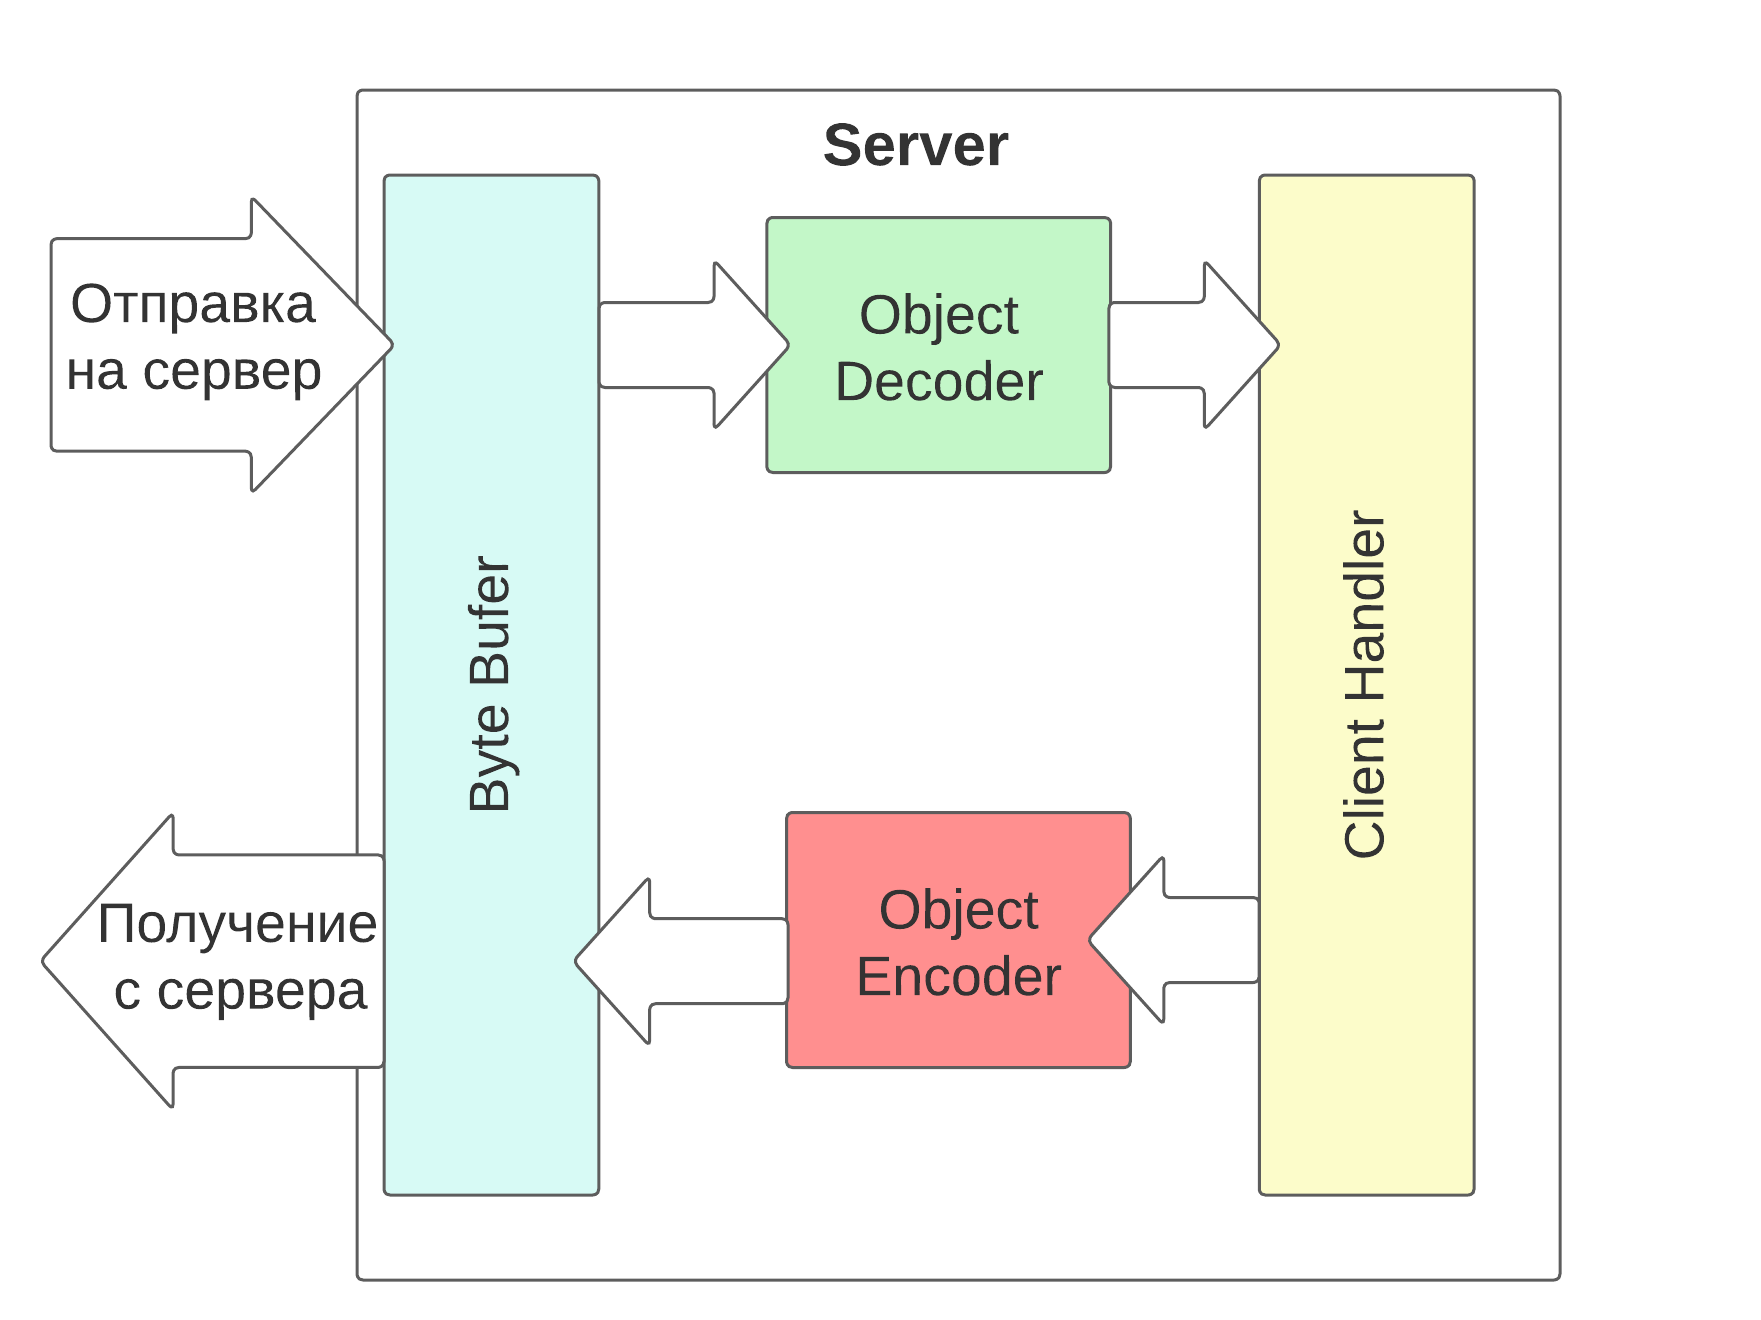 Server
Отправка
на сервер
Object
Decoder
Byte Bufer
Client Handler
Получение
с сервера
Object
Encoder